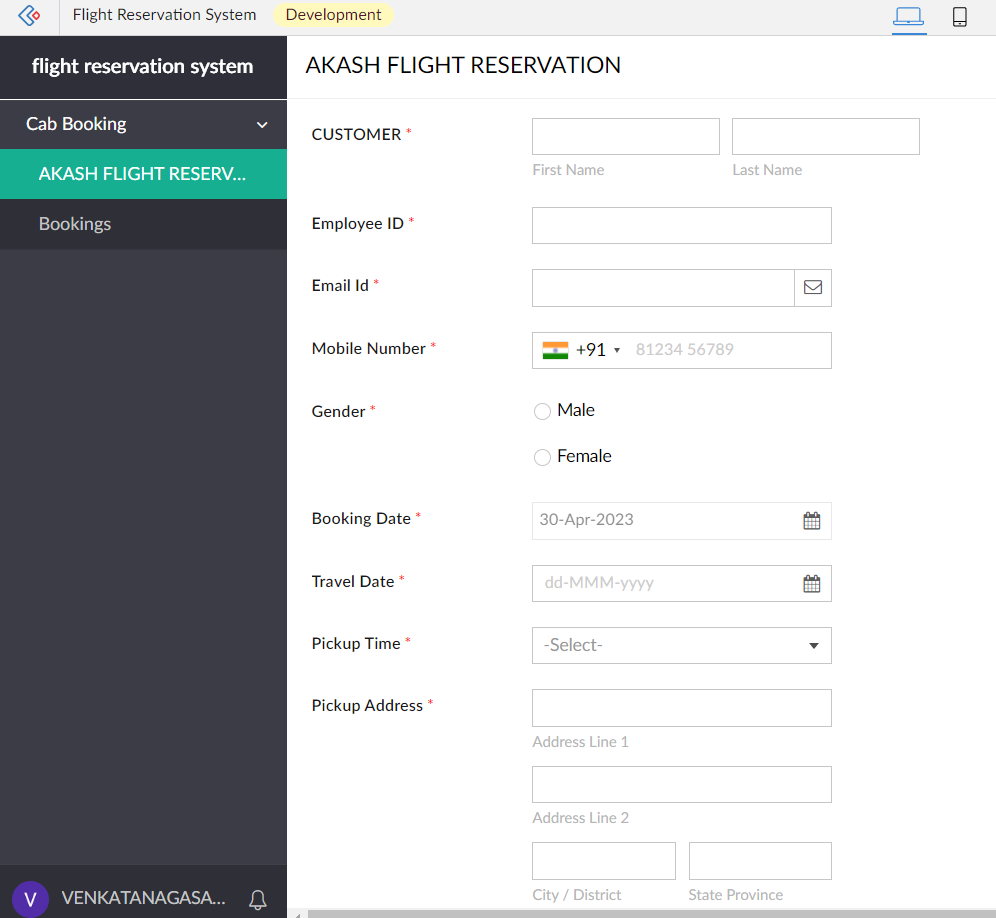 Flight Reservation System Development
flight reservation system
Cab Booking
AKASH FLIGHT RESERV...
Bookings
VENKATANAGASA...
AKASH FLIGHT RESERVATION
CUSTOMER *
First Name Last Name
Employee ID *
Email Id *
Mobile Number * +91 81234 56789
Gender * Male
Female
Booking Date * 30-Apr-2023
Travel Date * dd-MMM-yyyy
Pickup Time * -Select-
Pickup Address *
Address Line 1
Address Line 2
City / District State Province
V